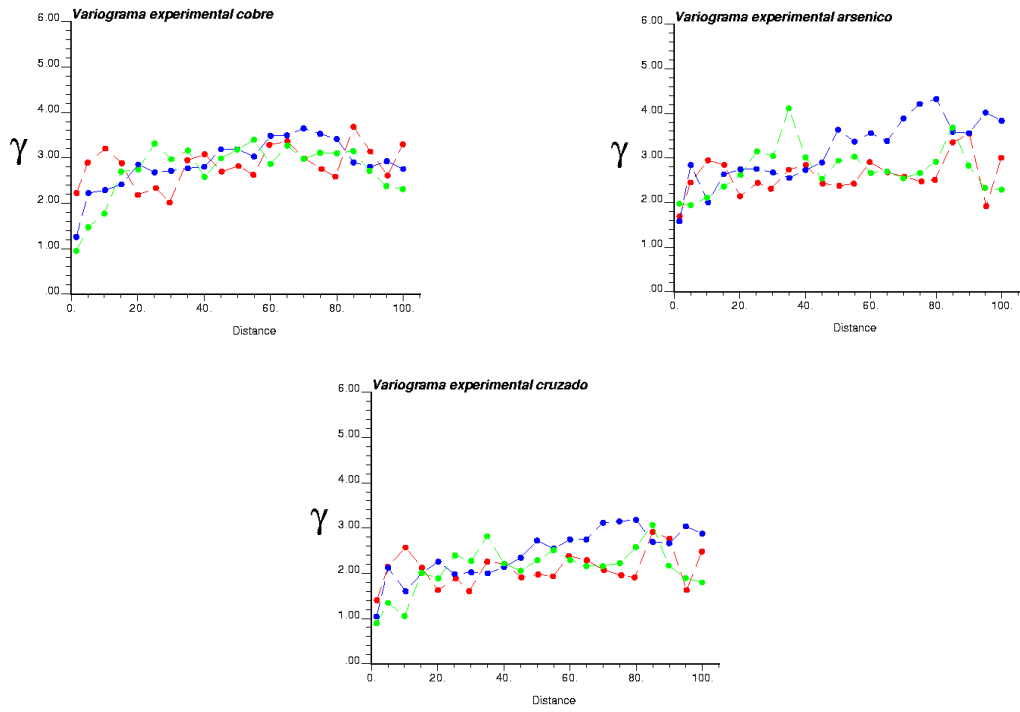 Variograma experimental cobre
6.00
5.00
4.00
3.00
2.00
1.00
.00
γ
0. 20. 40. 60. 80. 100.
Distance
Variograma experimental arsenico
6.00
5.00
4.00
3.00
2.00
1.00
.00
γ
0. 20. 40. 60. 80. 100.
Distance
Variograma experimental cruzado
6.00
5.00
4.00
3.00
2.00
1.00
.00
γ
0. 20. 40. 60. 80. 100.
Distance